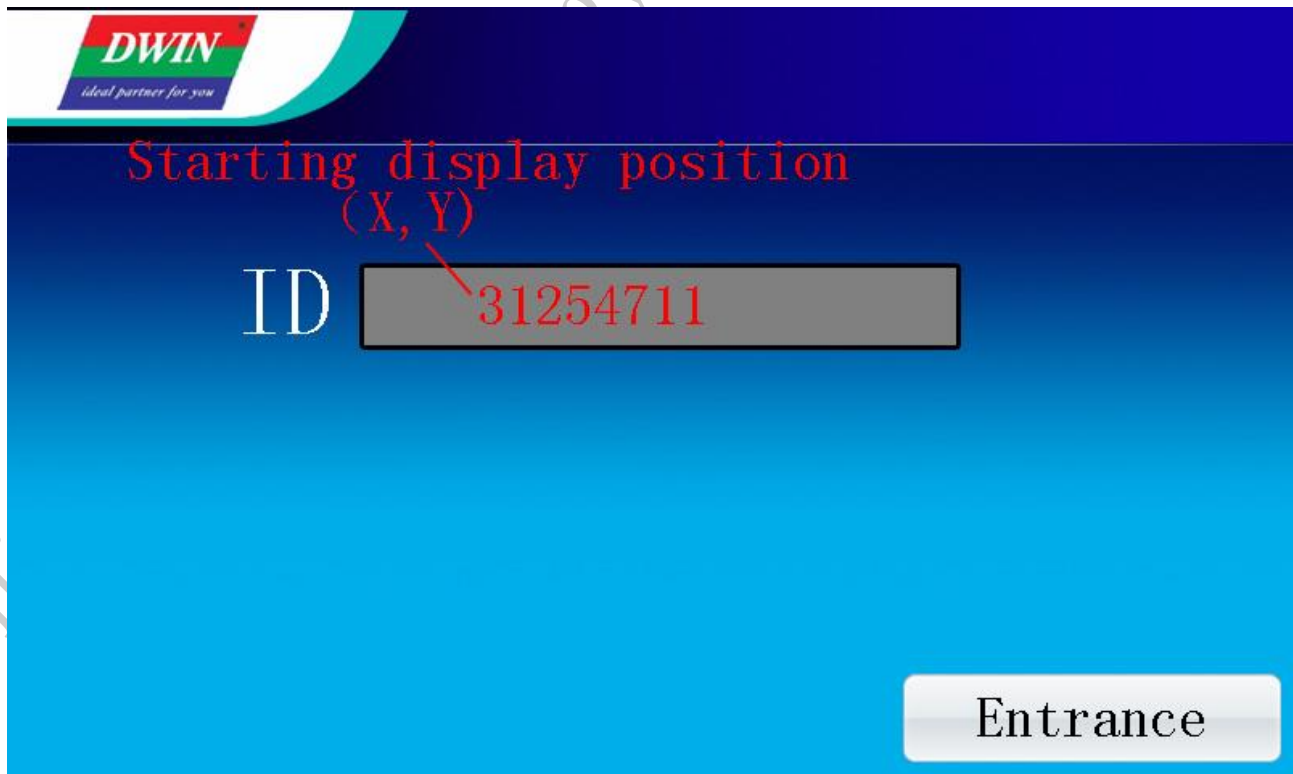 DWIN
ideal partner for you
Starting display position
(X, Y)
ID 31254711
Entrance